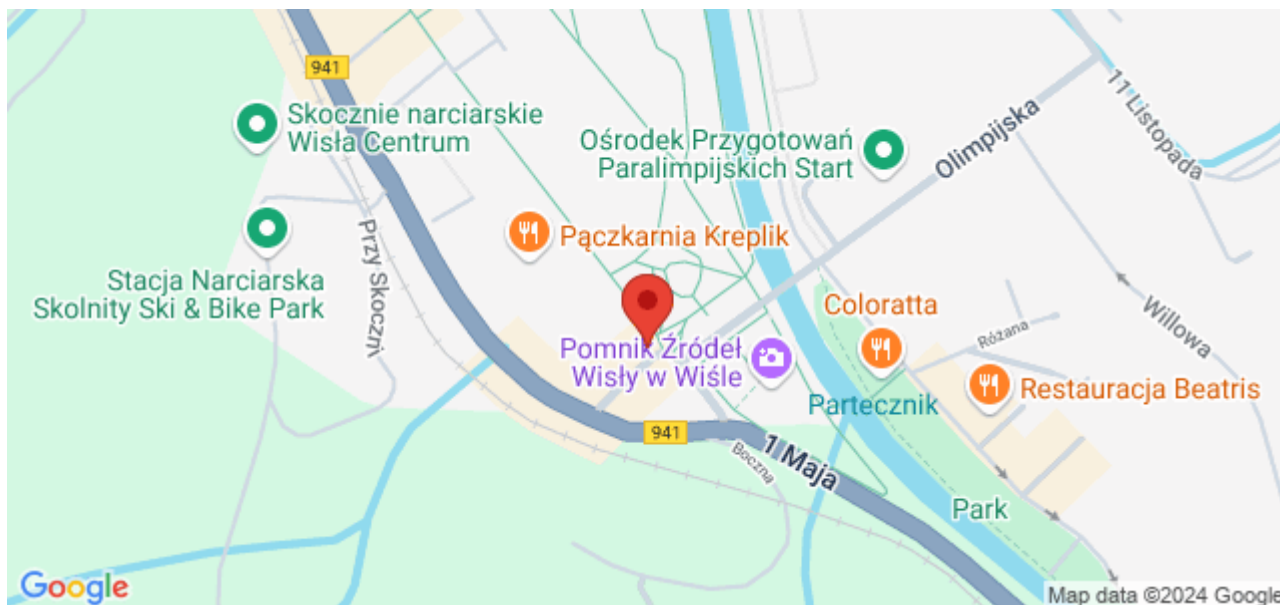 941
Skocznie narciarskie
Wisła Centrum
Ośrodek Przygotowań
Paralimpijskich Start
Olimpijska
11 Listopada
Przy Skoczni
Pączkarnia Kreplik
Stacja Narciarska
Skolnity Ski & Bike Park
Coloratta
Willowa
Różana
Pomnik Źródeł
Wisły w Wiśle
Restauracja Beatris
Partecznik
941
1 Maja
Boczna
Park
Google
Map data ©2024 Google